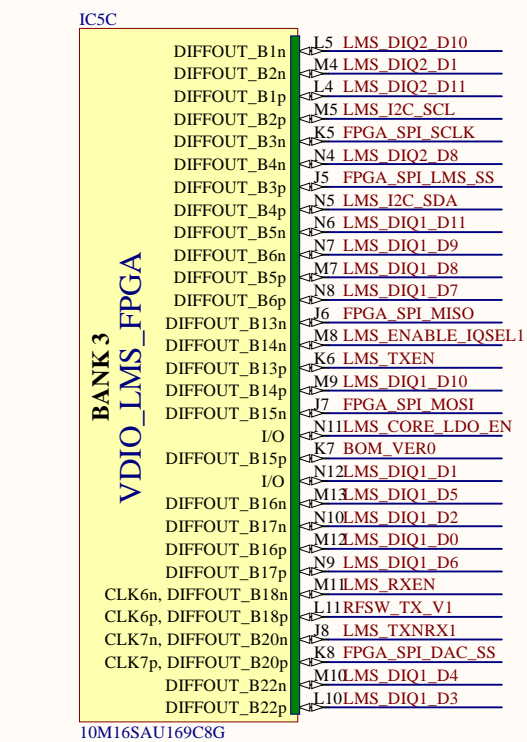 IC5C
DIFFOUT_B1n L5 LMS_DIQ2_D10
DIFFOUT_B2n M4 LMS_DIQ2_D1
DIFFOUT_B1p L4 LMS_DIQ2_D11
DIFFOUT_B2p M5 LMS_I2C_SCL
DIFFOUT_B3n K5 FPGA_SPI_SCLK
DIFFOUT_B4n N4 LMS_DIQ2_D8
DIFFOUT_B3p J5 FPGA_SPI_LMS_SS
DIFFOUT_B4p N5 LMS_I2C_SDA
DIFFOUT_B5n N6 LMS_DIQ1_D11
DIFFOUT_B6n N7 LMS_DIQ1_D9
DIFFOUT_B5p M7 LMS_DIQ1_D8
DIFFOUT_B6p N8 LMS_DIQ1_D7
DIFFOUT_B13n J6 FPGA_SPI_MISO
DIFFOUT_B14n M8 LMS_ENABLE_IQSEL1
DIFFOUT_B13p K6 LMS_TXEN
DIFFOUT_B14p M9 LMS_DIQ1_D10
DIFFOUT_B15n J7 FPGA_SPI_MOSI
I/O N11 LMS_CORE_LDO_EN
DIFFOUT_B15p K7 BOM_VER0
I/O N12 LMS_DIQ1_D1
DIFFOUT_B16n M13 LMS_DIQ1_D5
DIFFOUT_B17n N10 LMS_DIQ1_D2
DIFFOUT_B16p M12 LMS_DIQ1_D0
DIFFOUT_B17p N9 LMS_DIQ1_D6
CLK6n, DIFFOUT_B18n M11 LMS_RXEN
CLK6p, DIFFOUT_B18p L11 RFSW_TX_V1
CLK7n, DIFFOUT_B20n J8 LMS_TXNRX1
CLK7p, DIFFOUT_B20p K8 FPGA_SPI_DAC_SS
DIFFOUT_B22n M10 LMS_DIQ1_D4
DIFFOUT_B22p L10 LMS_DIQ1_D3
BANK 3
VDIO_LMS_FPGA
10M16SAU169C8G